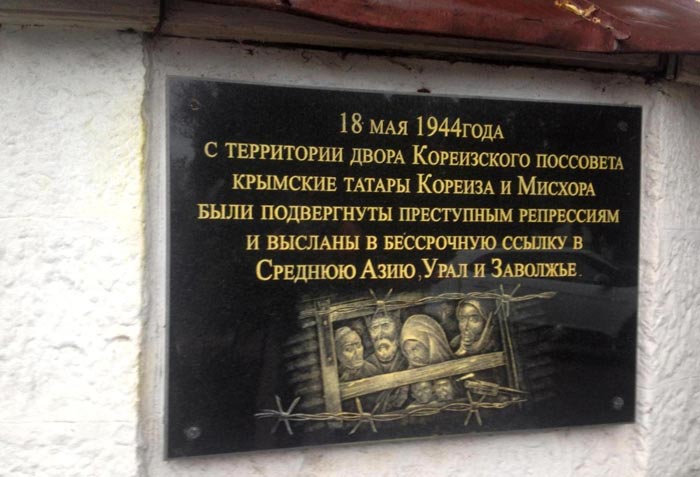 18 мая 1944года
с территории двора Кореизского поссовета
крымские татары Кореиза и Мисхора
были подвергнуты преступным репрессиям
и высланы в бессрочную ссылку в
Среднюю Азию, Урал и Заволжье.